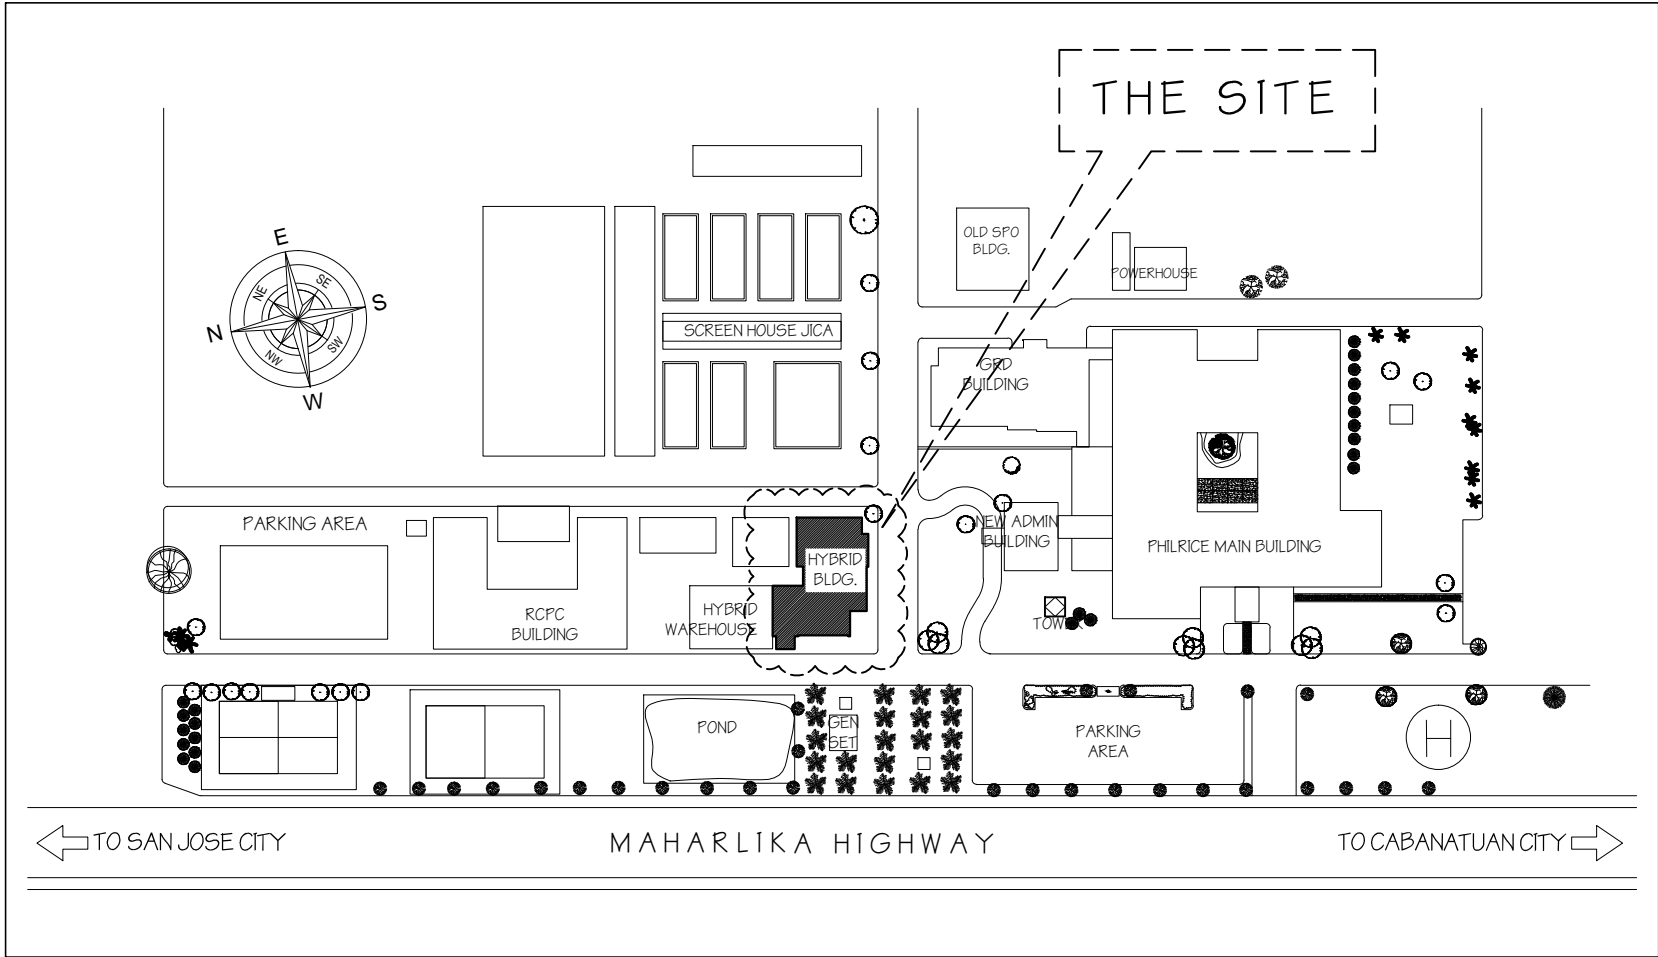 THE SITE
OLD SPO
BLDG.
POWERHOUSE
E
S
N
W
NE
SE
NW
SW
SCREEN HOUSE JICA
GRD
BUILDING
PARKING AREA
NEW ADMIN
BUILDING
PHILRICE MAIN BUILDING
HYBRID
BLDG.
RCPC
BUILDING
HYBRID
WAREHOUSE
TOWER
POND
GEN
SET
PARKING
AREA
H
TO SAN JOSE CITY
MAHARLIKA HIGHWAY
TO CABANATUAN CITY